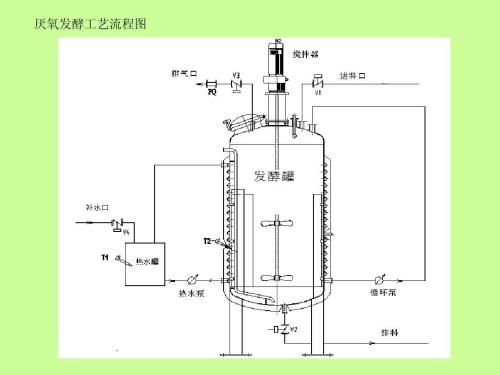 厌氧发酵工艺流程图
M2
搅拌器
排气口
V3
PQ
进料口
V1
发酵罐
补水口
V4
T1
热水罐
T2
热水泵
循环泵
V2
排料